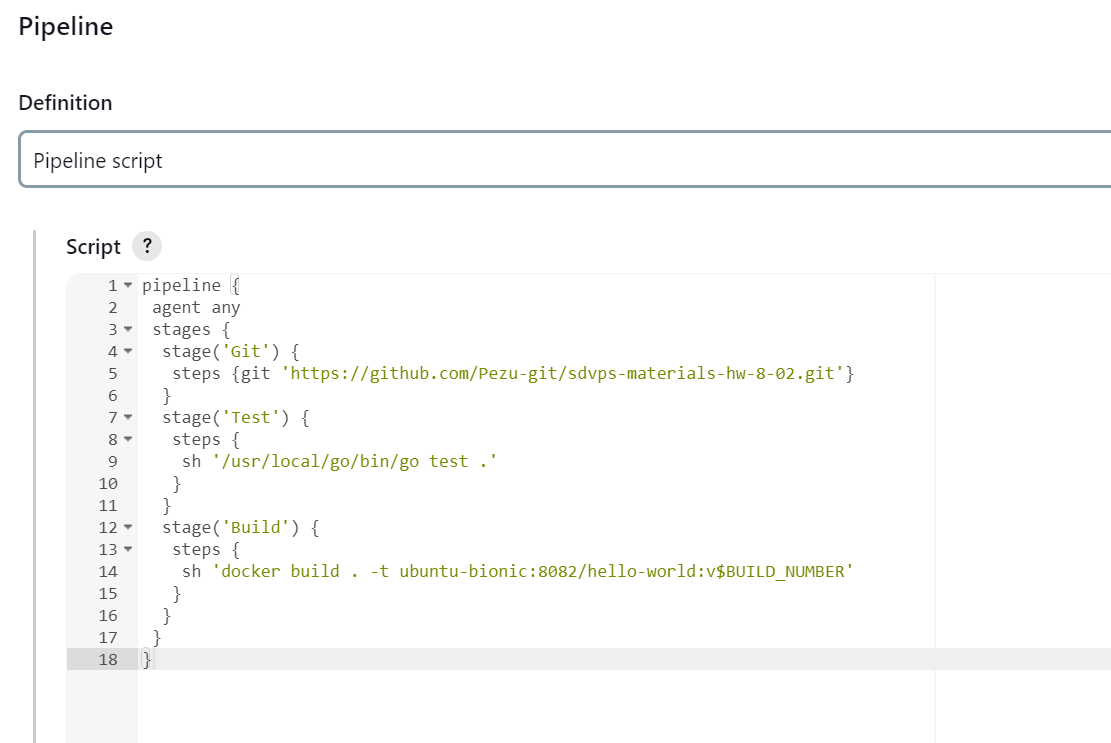 Pipeline
Definition
Pipeline script
Script ?
1 pipeline {
2 agent any
3 stages {
4 stage('Git') {
5 steps {git 'https://github.com/Pezu-git/sdvps-materials-hw-8-02.git'}
6 }
7 stage('Test') {
8 steps {
9 sh '/usr/local/go/bin/go test .'
10 }
11 }
12 stage('Build') {
13 steps {
14 sh 'docker build . -t ubuntu-bionic:8082/hello-world:v$BUILD_NUMBER'
15 }
16 }
17 }
18 }